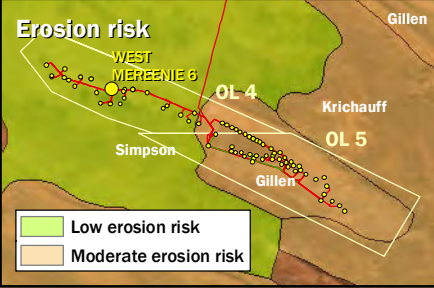 Erosion risk
Gillen
WEST
MEREENIE 6
OL 4
Krichauff
OL 5
Simpson
Gillen
Low erosion risk
Moderate erosion risk